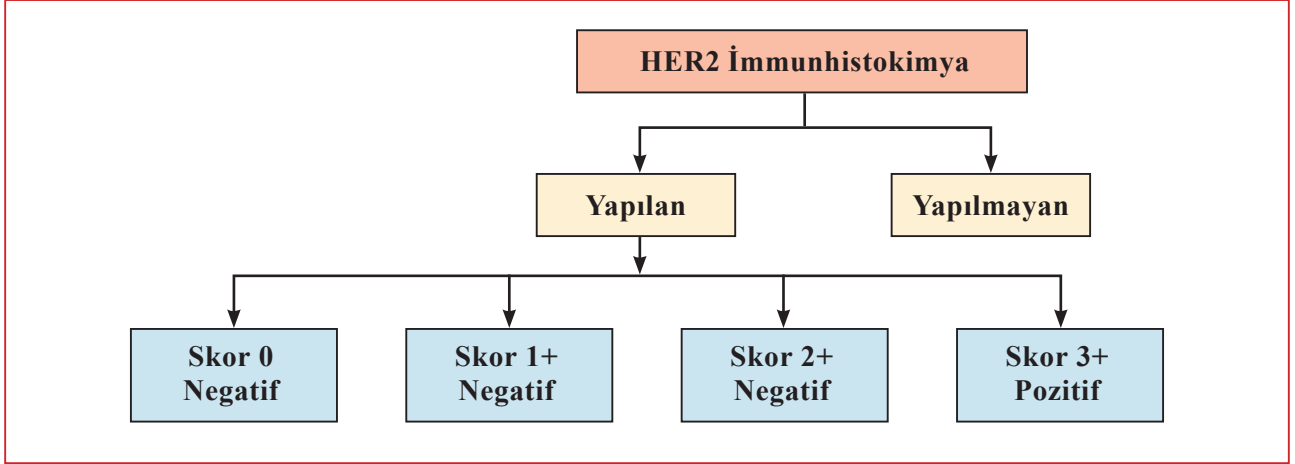 HER2 İmmunhistokimya
Yapılan
Yapılmayan
Skor 0
Negatif
Skor 1+
Negatif
Skor 2+
Negatif
Skor 3+
Pozitif